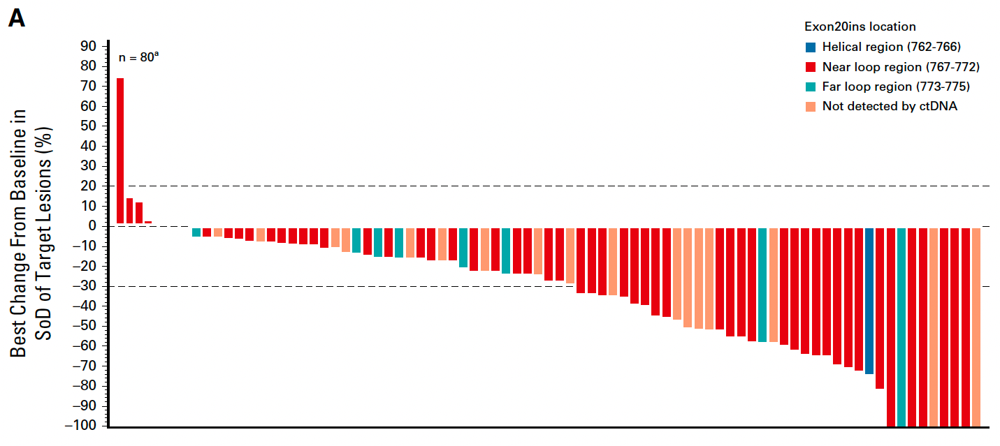 A
Exon20ins location
Helical region (762-766)
Near loop region (767-772)
Far loop region (773-775)
Not detected by ctDNA
n = 80ª
Best Change From Baseline in
SoD of Target Lesions (%)
90
80
70
60
50
40
30
20
10
0
–10
–20
–30
–40
–50
–60
–70
–80
–90
–100